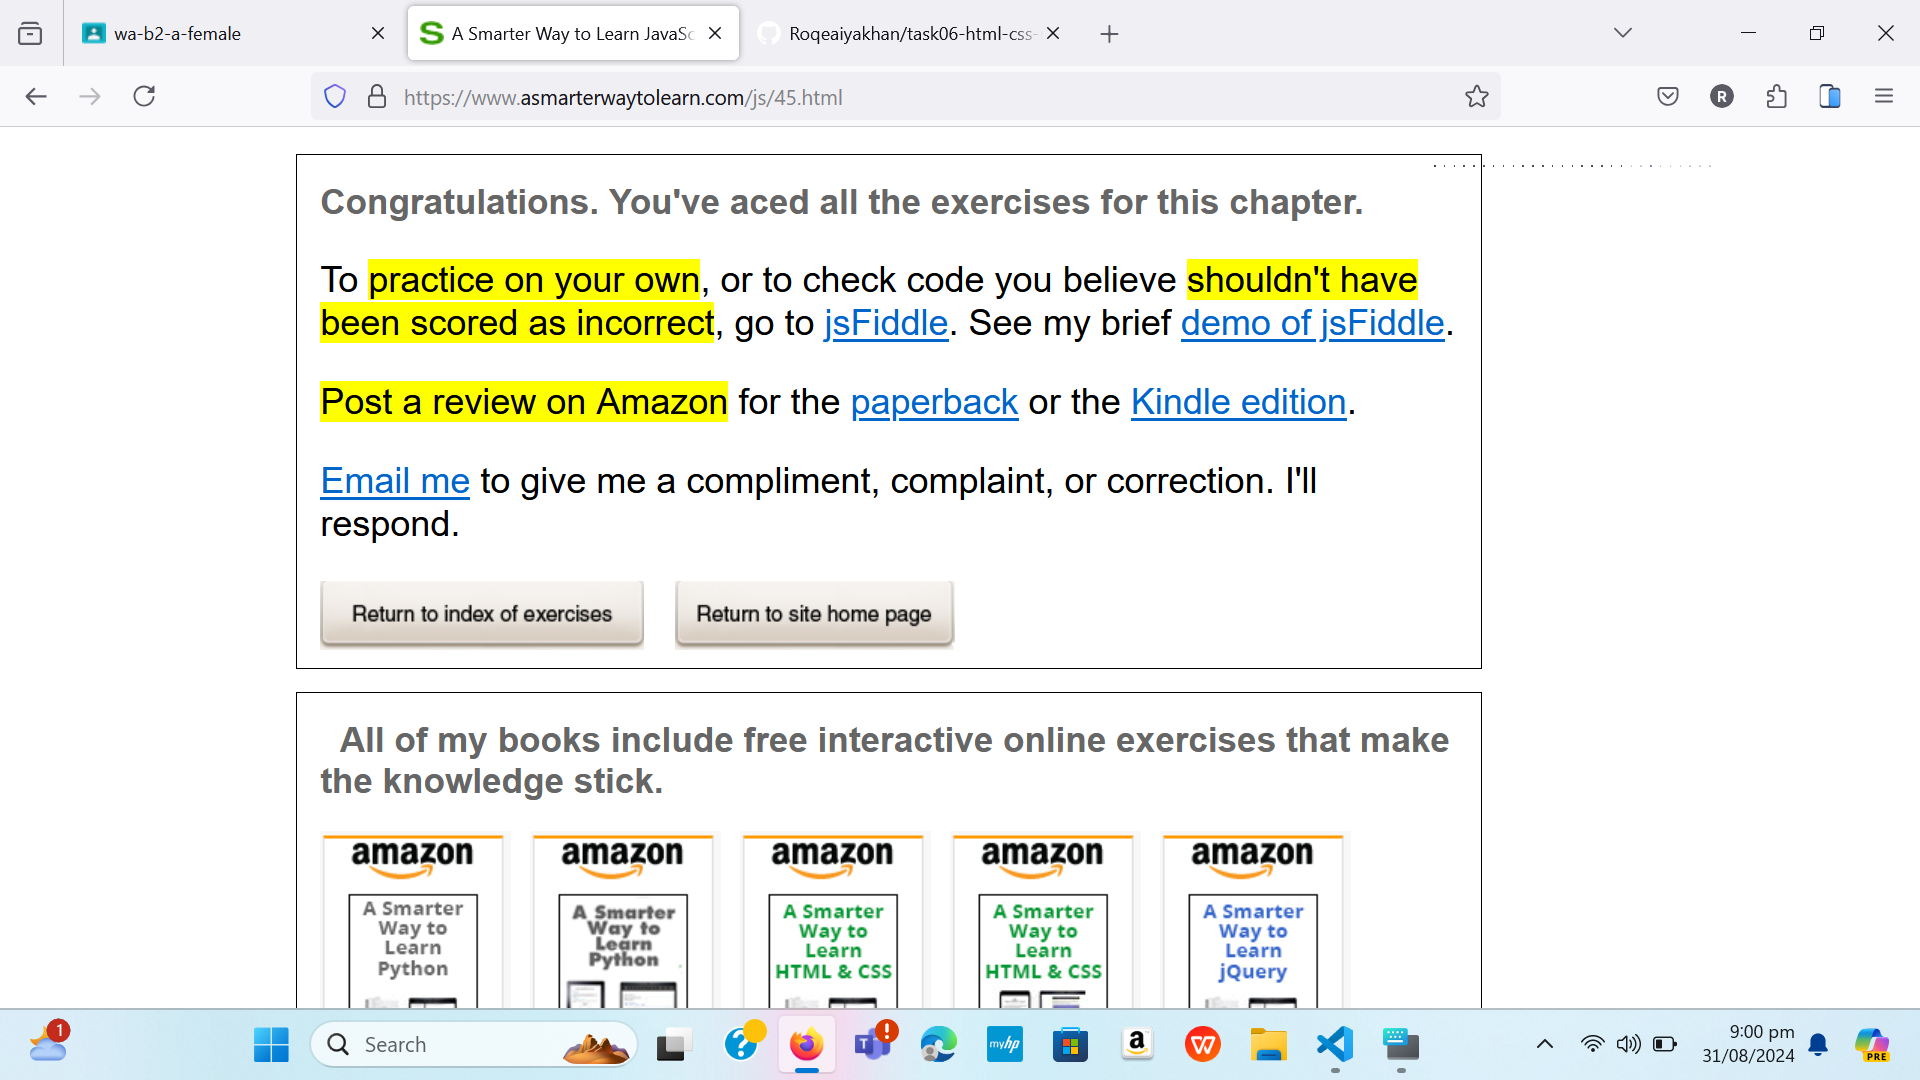 wa-b2-a-female
A Smarter Way to Learn JavaSc
Roqeaiyakhan/task06-html-css-
https://www.asmarterwaytolearn.com/js/45.html
R
Congratulations. You've aced all the exercises for this chapter.
To practice on your own, or to check code you believe shouldn't have
been scored as incorrect, go to jsFiddle. See my brief demo of jsFiddle.
Post a review on Amazon for the paperback or the Kindle edition.
Email me to give me a compliment, complaint, or correction. I'll
respond.
Return to index of exercises
Return to site home page
All of my books include free interactive online exercises that make
the knowledge stick.
amazon
A Smarter
Way to
Learn
Python
amazon
A Smarter
Way to
Learn
Python
amazon
A Smarter
Way to
Learn
HTML & CSS
amazon
A Smarter
Way to
Learn
HTML & CSS
amazon
A Smarter
Way to
Learn
jQuery
1
Search
myhp
9:00 pm
31/08/2024
PRE